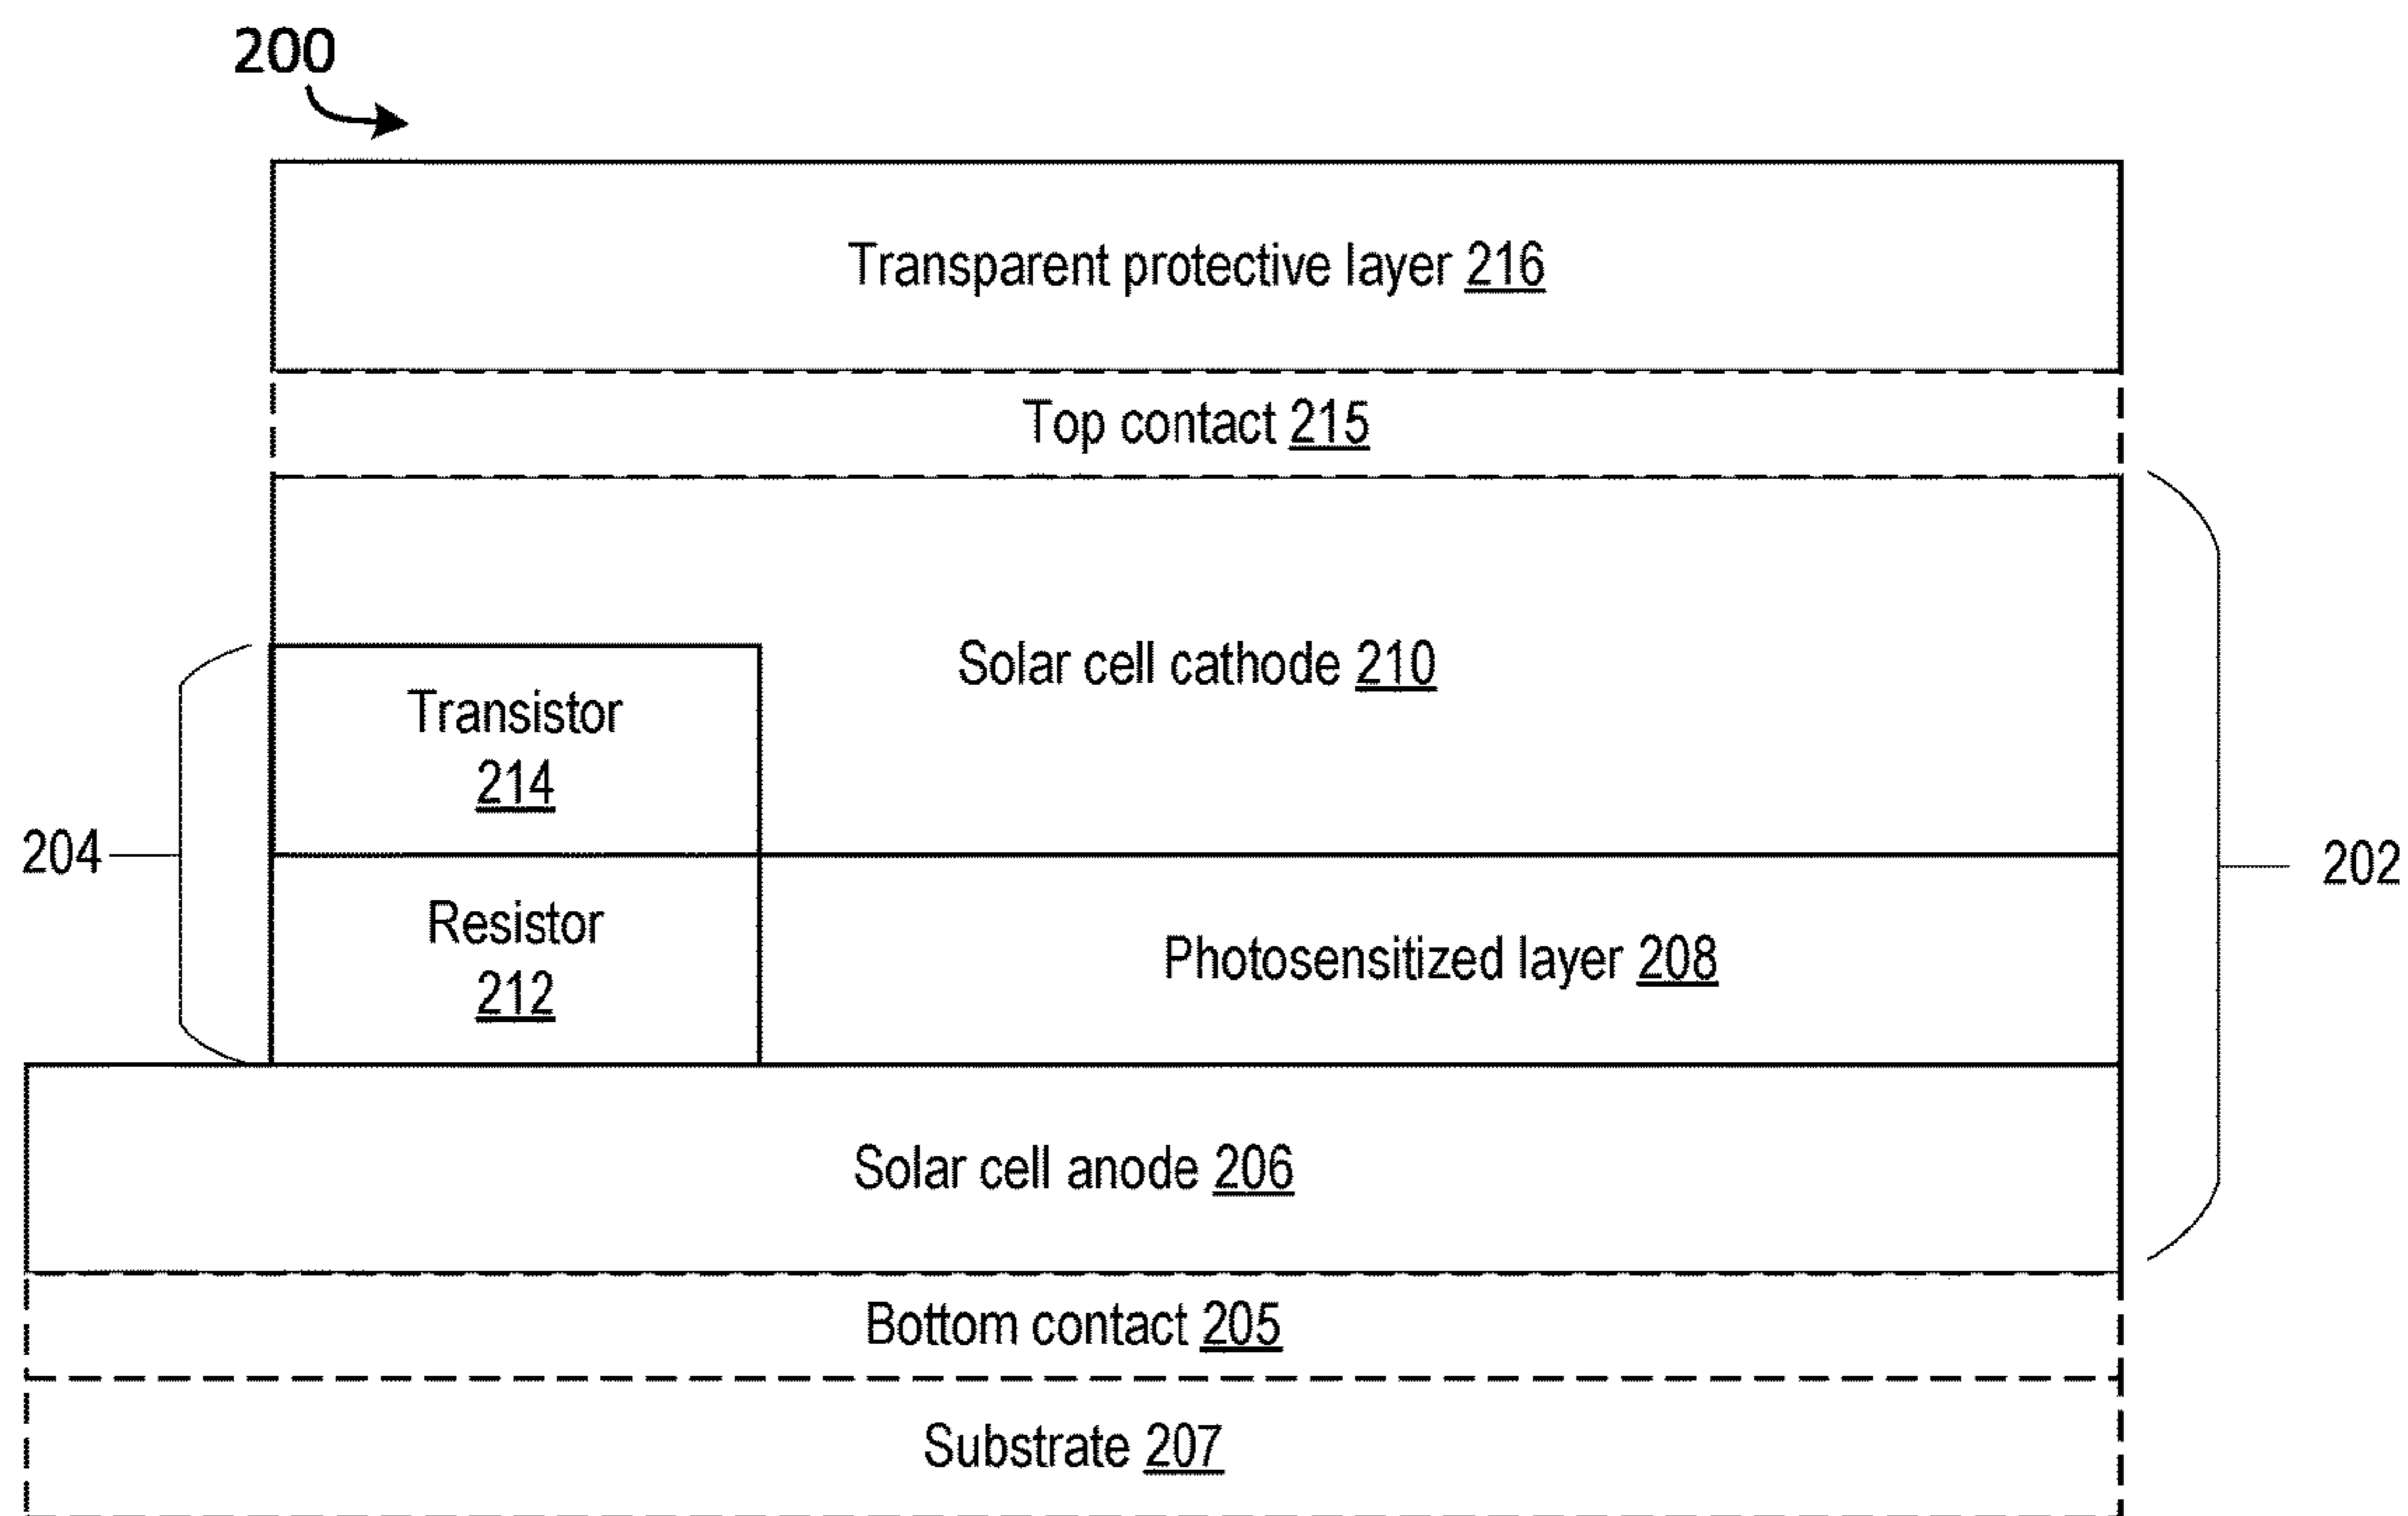 200
Transparent protective layer 216
Top contact 215
Solar cell cathode 210
Transistor
214
204
202
Resistor
212
Photosensitized layer 208
Solar cell anode 206
Bottom contact 205
Substrate 207